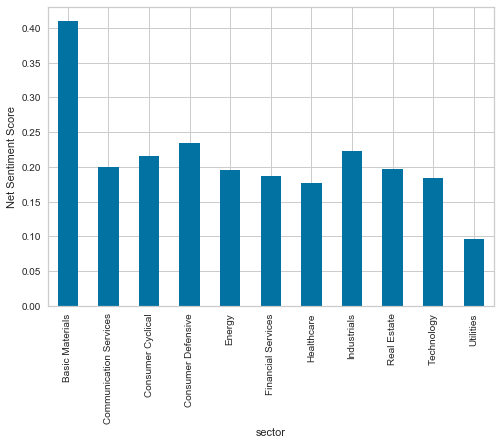 Net Sentiment Score
0.40
0.35
0.30
0.25
0.20
0.15
0.10
0.05
0.00
Basic Materials
Communication Services
Consumer Cyclical
Consumer Defensive
Energy
Financial Services
Healthcare
Industrials
Real Estate
Technology
Utilities
sector